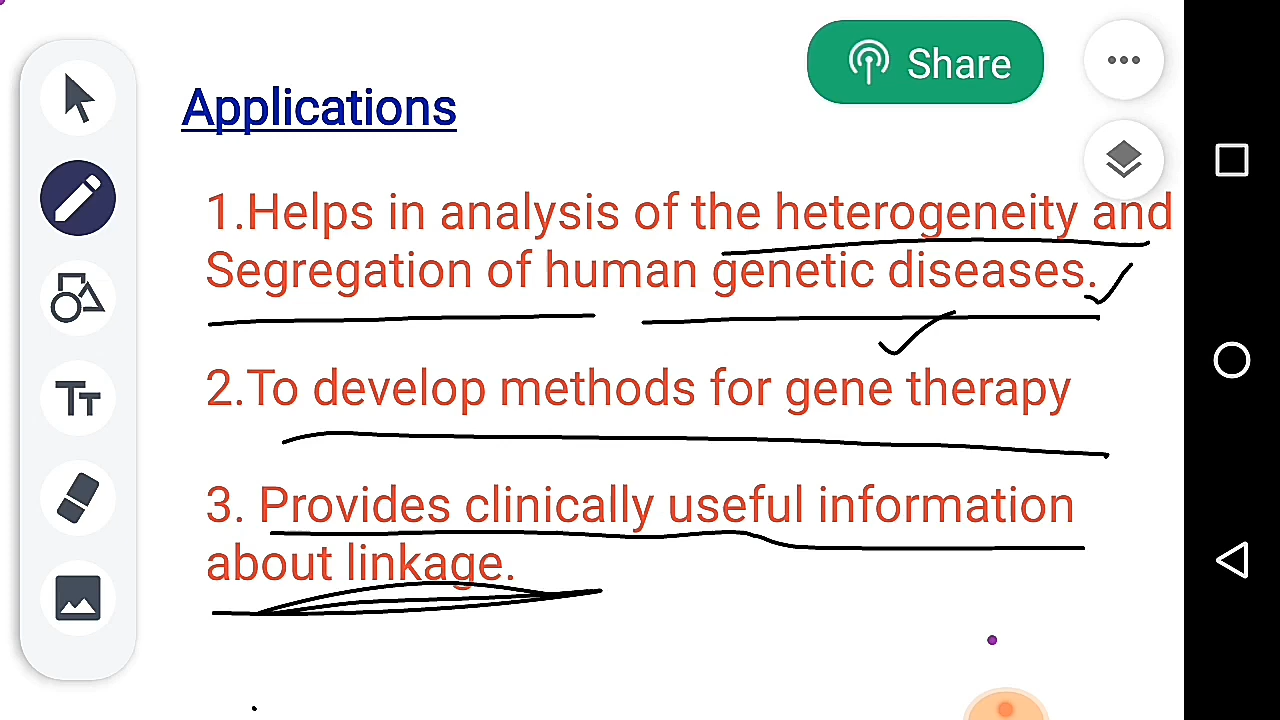 Share
Applications
1.Helps in analysis of the heterogeneity and
Segregation of human genetic diseases.
2.To develop methods for gene therapy
3. Provides clinically useful information
about linkage.
TT